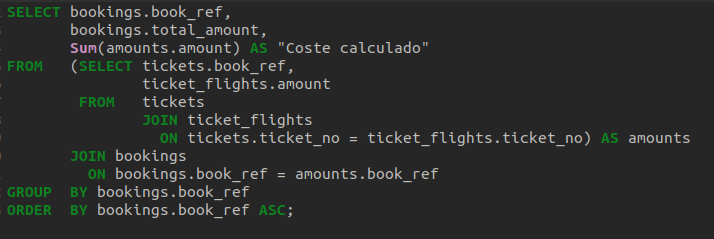 SELECT bookings.book_ref,
       bookings.total_amount,
       Sum(amounts.amount) AS "Coste calculado"
FROM   (SELECT tickets.book_ref,
               ticket_flights.amount
        FROM   tickets
               JOIN ticket_flights
                 ON tickets.ticket_no = ticket_flights.ticket_no) AS amounts
       JOIN bookings
         ON bookings.book_ref = amounts.book_ref
GROUP  BY bookings.book_ref
ORDER  BY bookings.book_ref ASC;